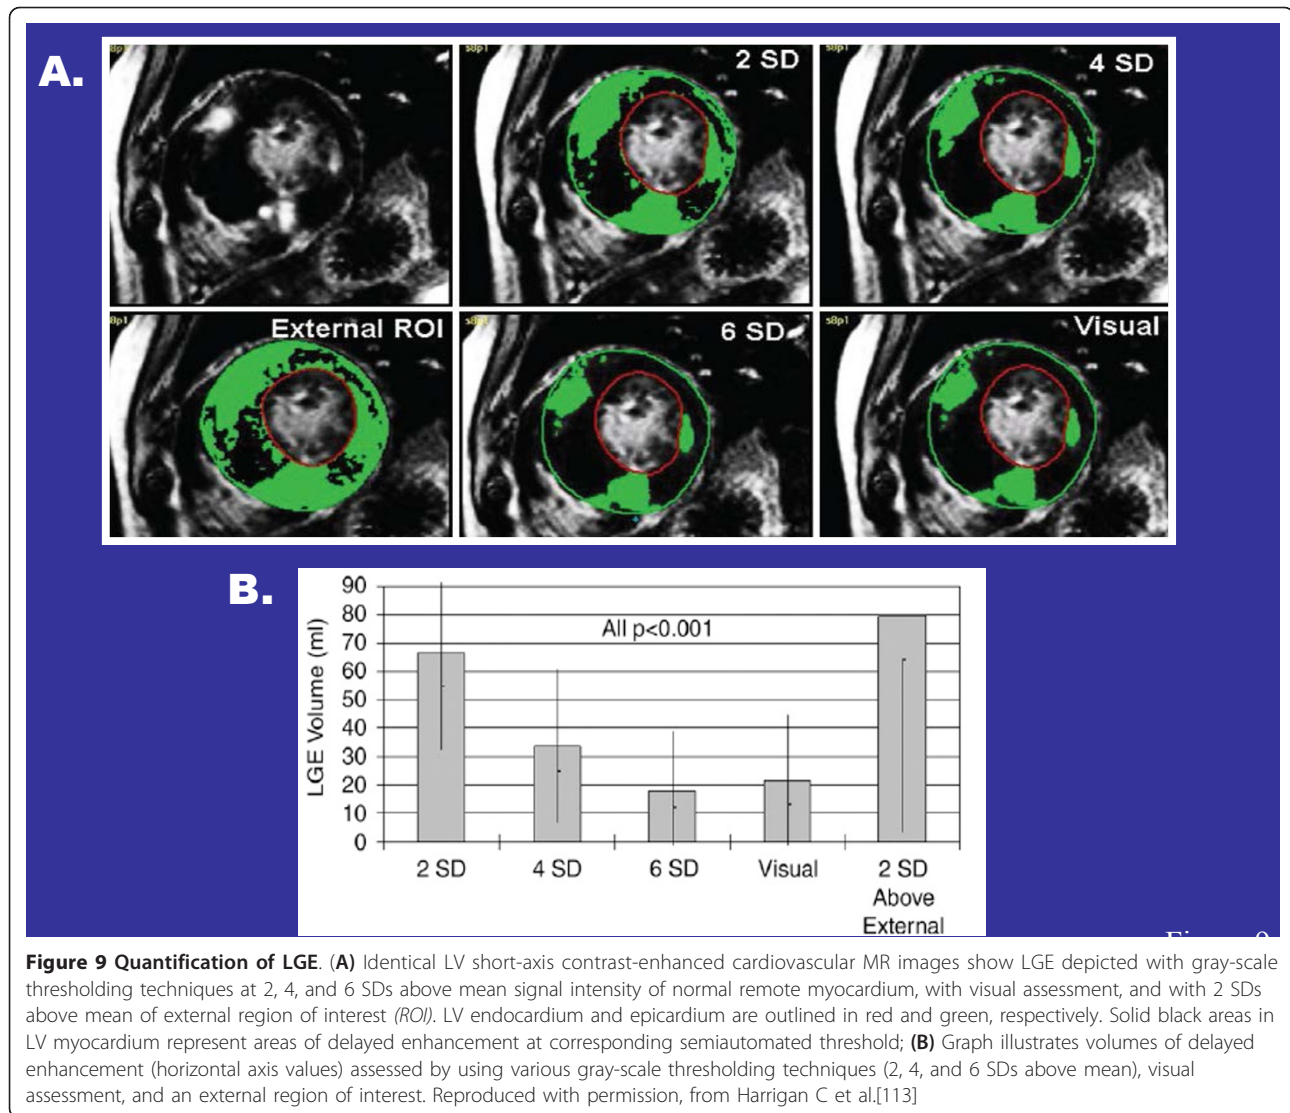 A.
s8p1
2 SD
4 SD
External ROI
s8p1
6 SD
s8p1
Visual
B.
LGE Volume (ml)
90
80
70
60
50
40
30
20
10
0
All p<0.001
2 SD
4 SD
6 SD
Visual
2 SD
Above
External
Figure 9 Quantification of LGE. (A) Identical LV short-axis contrast-enhanced cardiovascular MR images show LGE depicted with gray-scale
thresholding techniques at 2, 4, and 6 SDs above mean signal intensity of normal remote myocardium, with visual assessment, and with 2 SDs
above mean of external region of interest (ROI). LV endocardium and epicardium are outlined in red and green, respectively. Solid black areas in
LV myocardium represent areas of delayed enhancement at corresponding semiautomated threshold; (B) Graph illustrates volumes of delayed
enhancement (horizontal axis values) assessed by using various gray-scale thresholding techniques (2, 4, and 6 SDs above mean), visual
assessment, and an external region of interest. Reproduced with permission, from Harrigan C et al.[113]